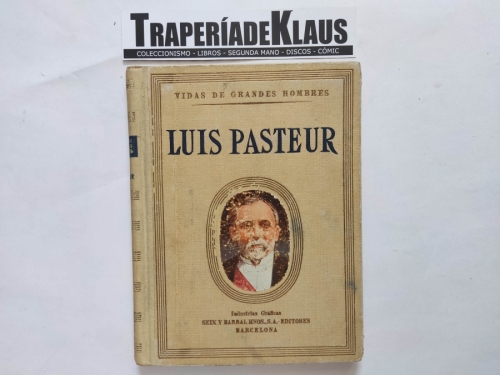 TRAPERÍADEKLAUS
COLECCIONISMO - LIBROS - SEGUNDA MANO - DISCOS - CÓMIC
VIDAS DE GRANDES HOMBRES
LUIS PASTEUR
Industrias Gráficas
SEIX Y BARRAL HNOS., S.A.- EDITORES
BARCELONA